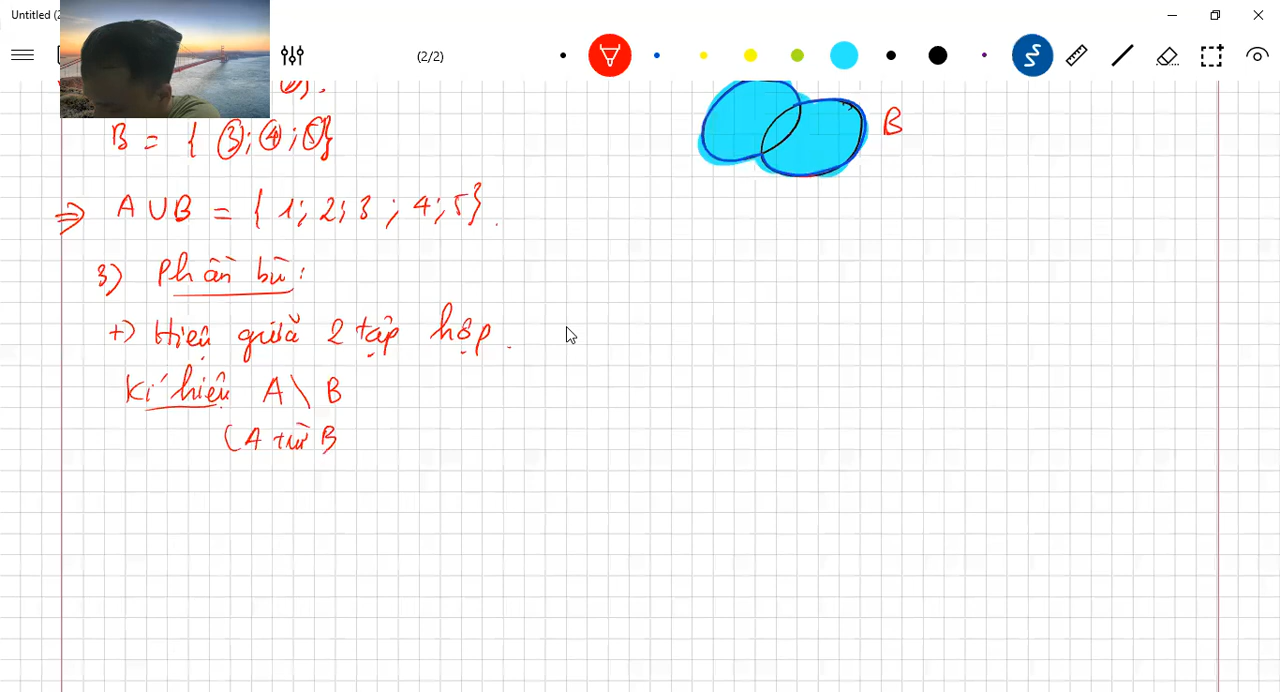 Untitled (2
(2/2)
B
B = { 3; 4; 5}
=> A ∪ B = { 1; 2; 3 ; 4; 5}.
3) Phần bù:
+) Hiệu giữa 2 tập hợp.
Kí hiệu A \ B
(A trừ B